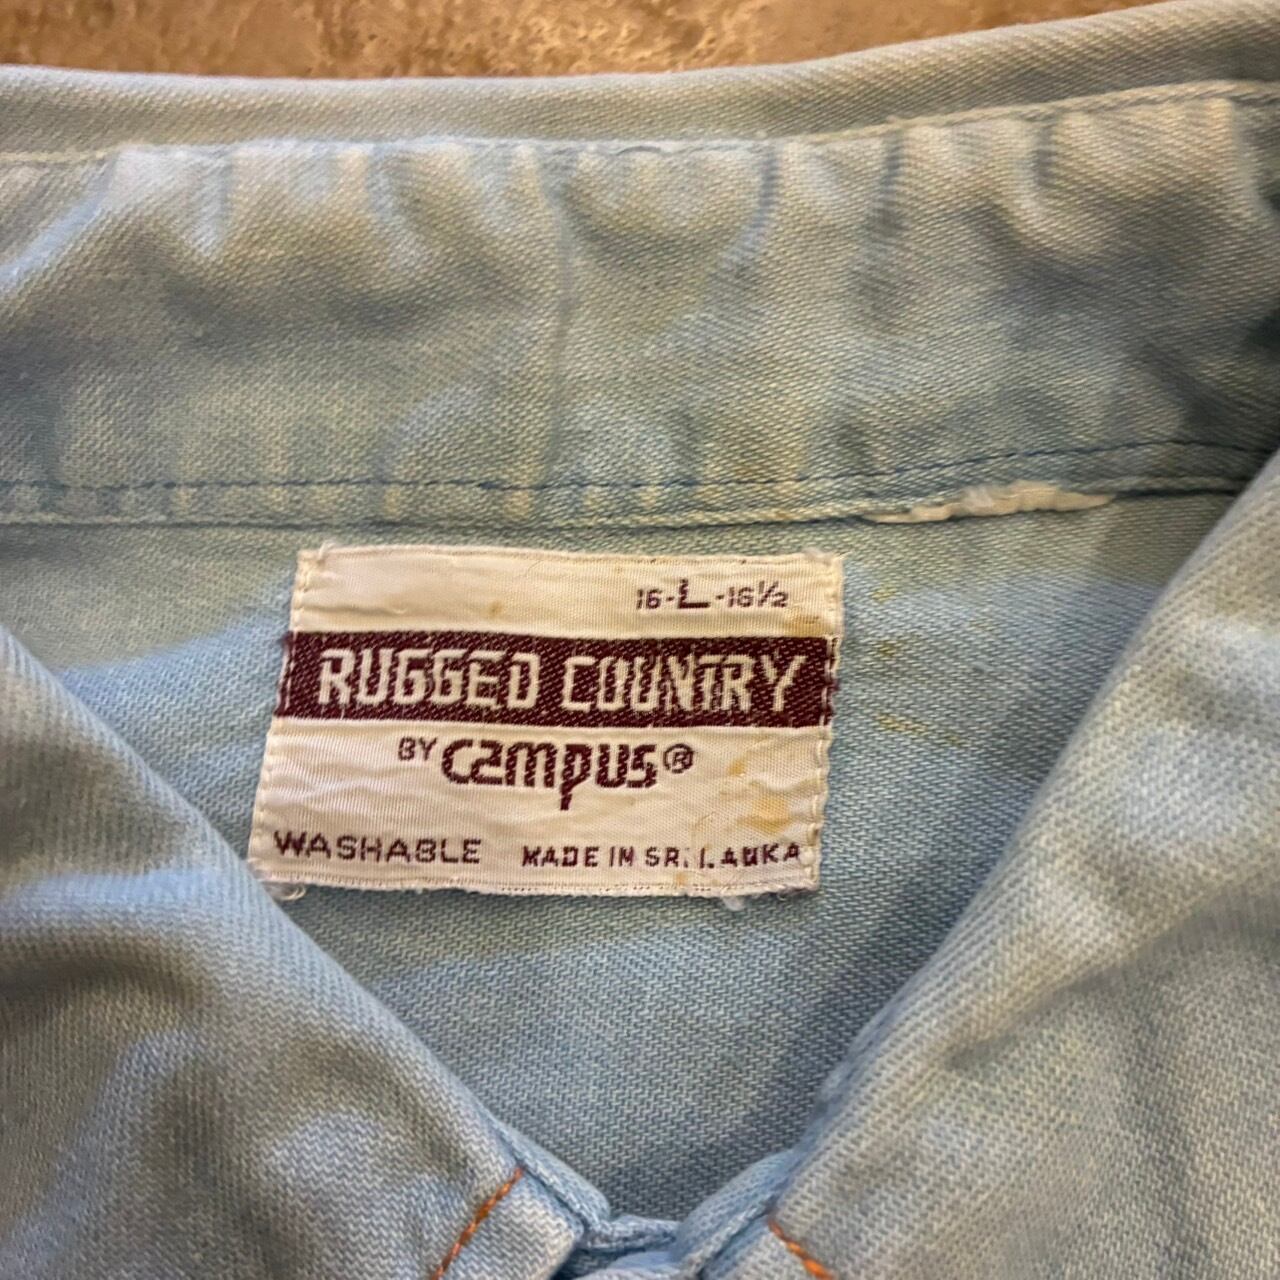 16-L-16½
RUGGED COUNTRY
BY campus®
WASHABLE MADE IN SRI LANKA